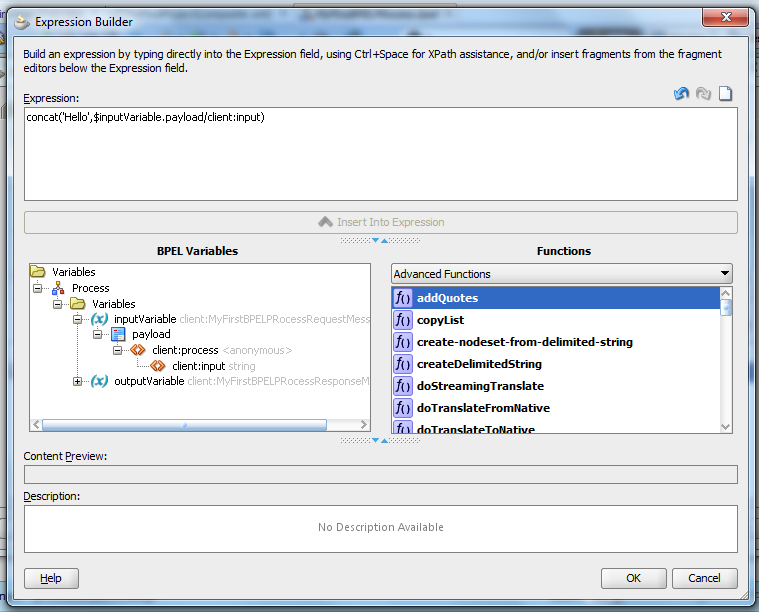 Expression Builder
Build an expression by typing directly into the Expression field, using Ctrl+Space for XPath assistance, and/or insert fragments from the fragment
editors below the Expression field.
Expression:
concat('Hello',$inputVariable.payload/client:input)
Insert Into Expression
BPEL Variables
Variables
Process
Variables
inputVariable client:MyFirstBPELPRocessRequestMess
payload
client:process <anonymous>
client:input string
outputVariable client:MyFirstBPELPRocessResponseM
Functions
Advanced Functions
addQuotes
copyList
create-nodeset-from-delimited-string
createDelimitedString
doStreamingTranslate
doTranslateFromNative
doTranslateToNative
Content Preview:
Description:
No Description Available
Help
OK
Cancel